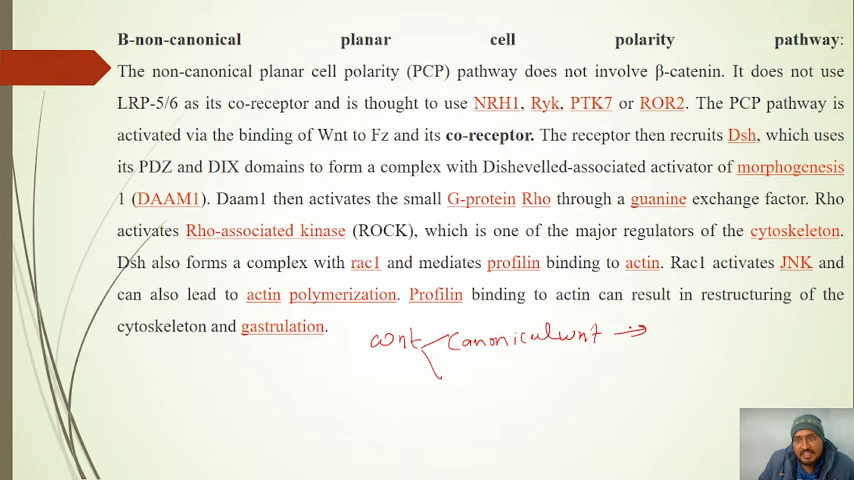 B-non-canonical planar cell polarity pathway:
The non-canonical planar cell polarity (PCP) pathway does not involve β-catenin. It does not use
LRP-5/6 as its co-receptor and is thought to use NRH1, Ryk, PTK7 or ROR2. The PCP pathway is
activated via the binding of Wnt to Fz and its co-receptor. The receptor then recruits Dsh, which uses
its PDZ and DIX domains to form a complex with Dishevelled-associated activator of morphogenesis
1 (DAAM1). Daam1 then activates the small G-protein Rho through a guanine exchange factor. Rho
activates Rho-associated kinase (ROCK), which is one of the major regulators of the cytoskeleton.
Dsh also forms a complex with rac1 and mediates profilin binding to actin. Rac1 activates JNK and
can also lead to actin polymerization. Profilin binding to actin can result in restructuring of the
cytoskeleton and gastrulation.
wnt canonical wnt →